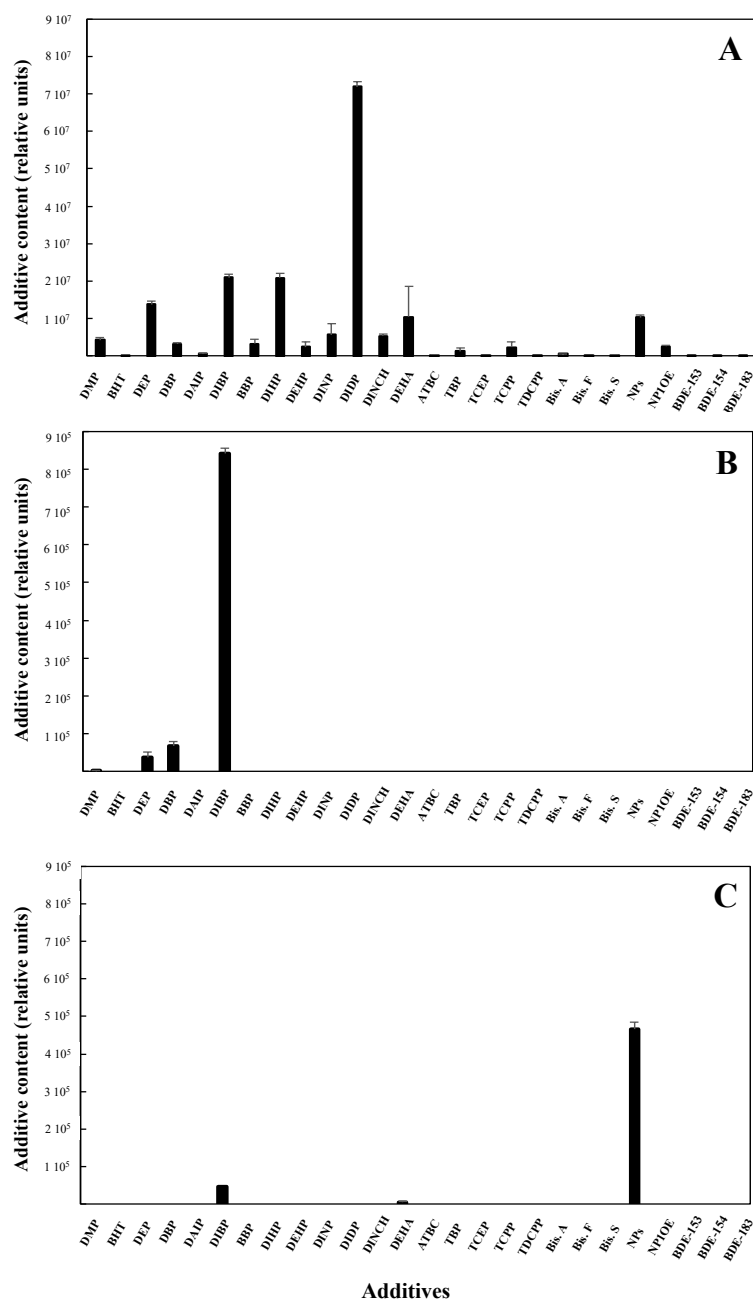 A
Additive content (relative units)
9 10⁷
8 10⁷
7 10⁷
6 10⁷
5 10⁷
4 10⁷
3 10⁷
2 10⁷
1 10⁷
DMP BHT DEP DBP DAIP DIBP BBP DIHP DEHP DINP DIDP DINCH DEHA ATBC TBP TCEP TCPP TDCPP Bis. A Bis. F Bis. S NPs NP1OE BDE-153 BDE-154 BDE-183
B
Additive content (relative units)
9 10⁵
8 10⁵
7 10⁵
6 10⁵
5 10⁵
4 10⁵
3 10⁵
2 10⁵
1 10⁵
DMP BHT DEP DBP DAIP DIBP BBP DIHP DEHP DINP DIDP DINCH DEHA ATBC TBP TCEP TCPP TDCPP Bis. A Bis. F Bis. S NPs NP1OE BDE-153 BDE-154 BDE-183
C
Additive content (relative units)
9 10⁵
8 10⁵
7 10⁵
6 10⁵
5 10⁵
4 10⁵
3 10⁵
2 10⁵
1 10⁵
DMP BHT DEP DBP DAIP DIBP BBP DIHP DEHP DINP DIDP DINCH DEHA ATBC TBP TCEP TCPP TDCPP Bis. A Bis. F Bis. S NPs NP1OE BDE-153 BDE-154 BDE-183
Additives